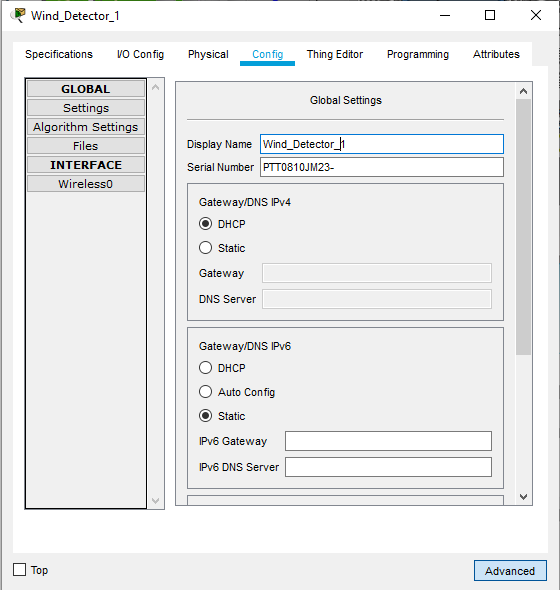 Wind_Detector_1
Specifications I/O Config Physical Config Thing Editor Programming Attributes
GLOBAL
Settings
Algorithm Settings
Files
INTERFACE
Wireless0
Global Settings
Display Name Wind_Detector_1
Serial Number PTT0810JM23-
Gateway/DNS IPv4
DHCP
Static
Gateway
DNS Server
Gateway/DNS IPv6
DHCP
Auto Config
Static
IPv6 Gateway
IPv6 DNS Server
Top Advanced